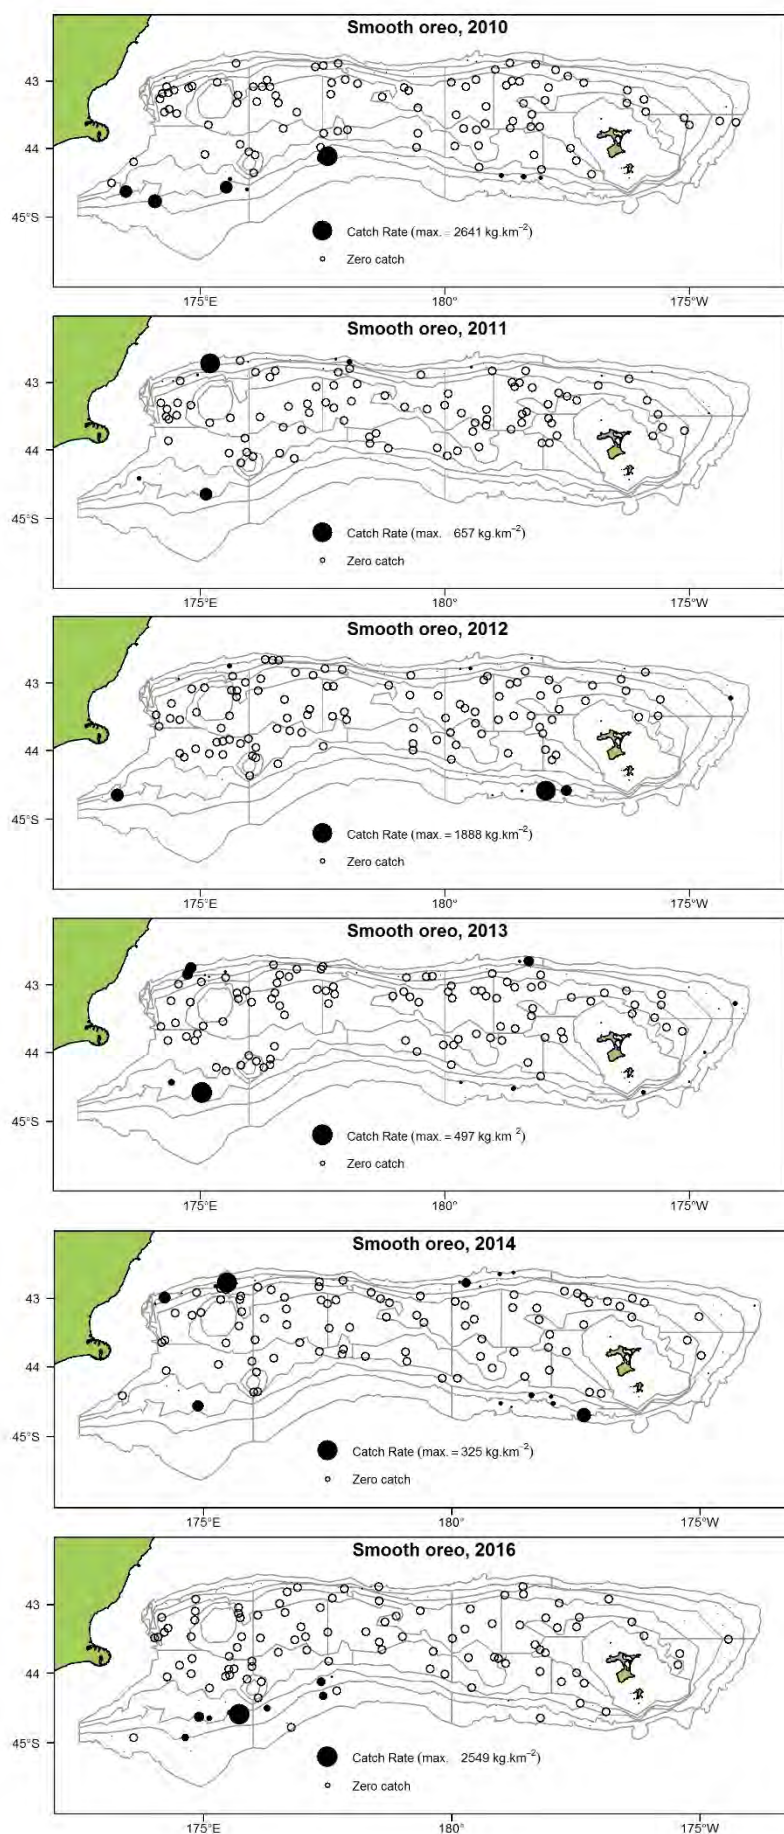 Smooth oreo, 2010
43
44
45°S
Catch Rate (max. = 2641 kg.km⁻²)
Zero catch
175°E 180° 175°W
Smooth oreo, 2011
43
44
45°S
Catch Rate (max. 657 kg.km⁻²)
Zero catch
175°E 180° 175°W
Smooth oreo, 2012
43
44
45°S
Catch Rate (max. = 1888 kg.km⁻²)
Zero catch
175°E 180° 175°W
Smooth oreo, 2013
43
44
45°S
Catch Rate (max. = 497 kg.km⁻²)
Zero catch
175°E 180° 175°W
Smooth oreo, 2014
43
44
45°S
Catch Rate (max. = 325 kg.km⁻²)
Zero catch
175°E 180° 175°W
Smooth oreo, 2016
43
44
45°S
Catch Rate (max. 2549 kg.km⁻²)
Zero catch
175°E 180° 175°W